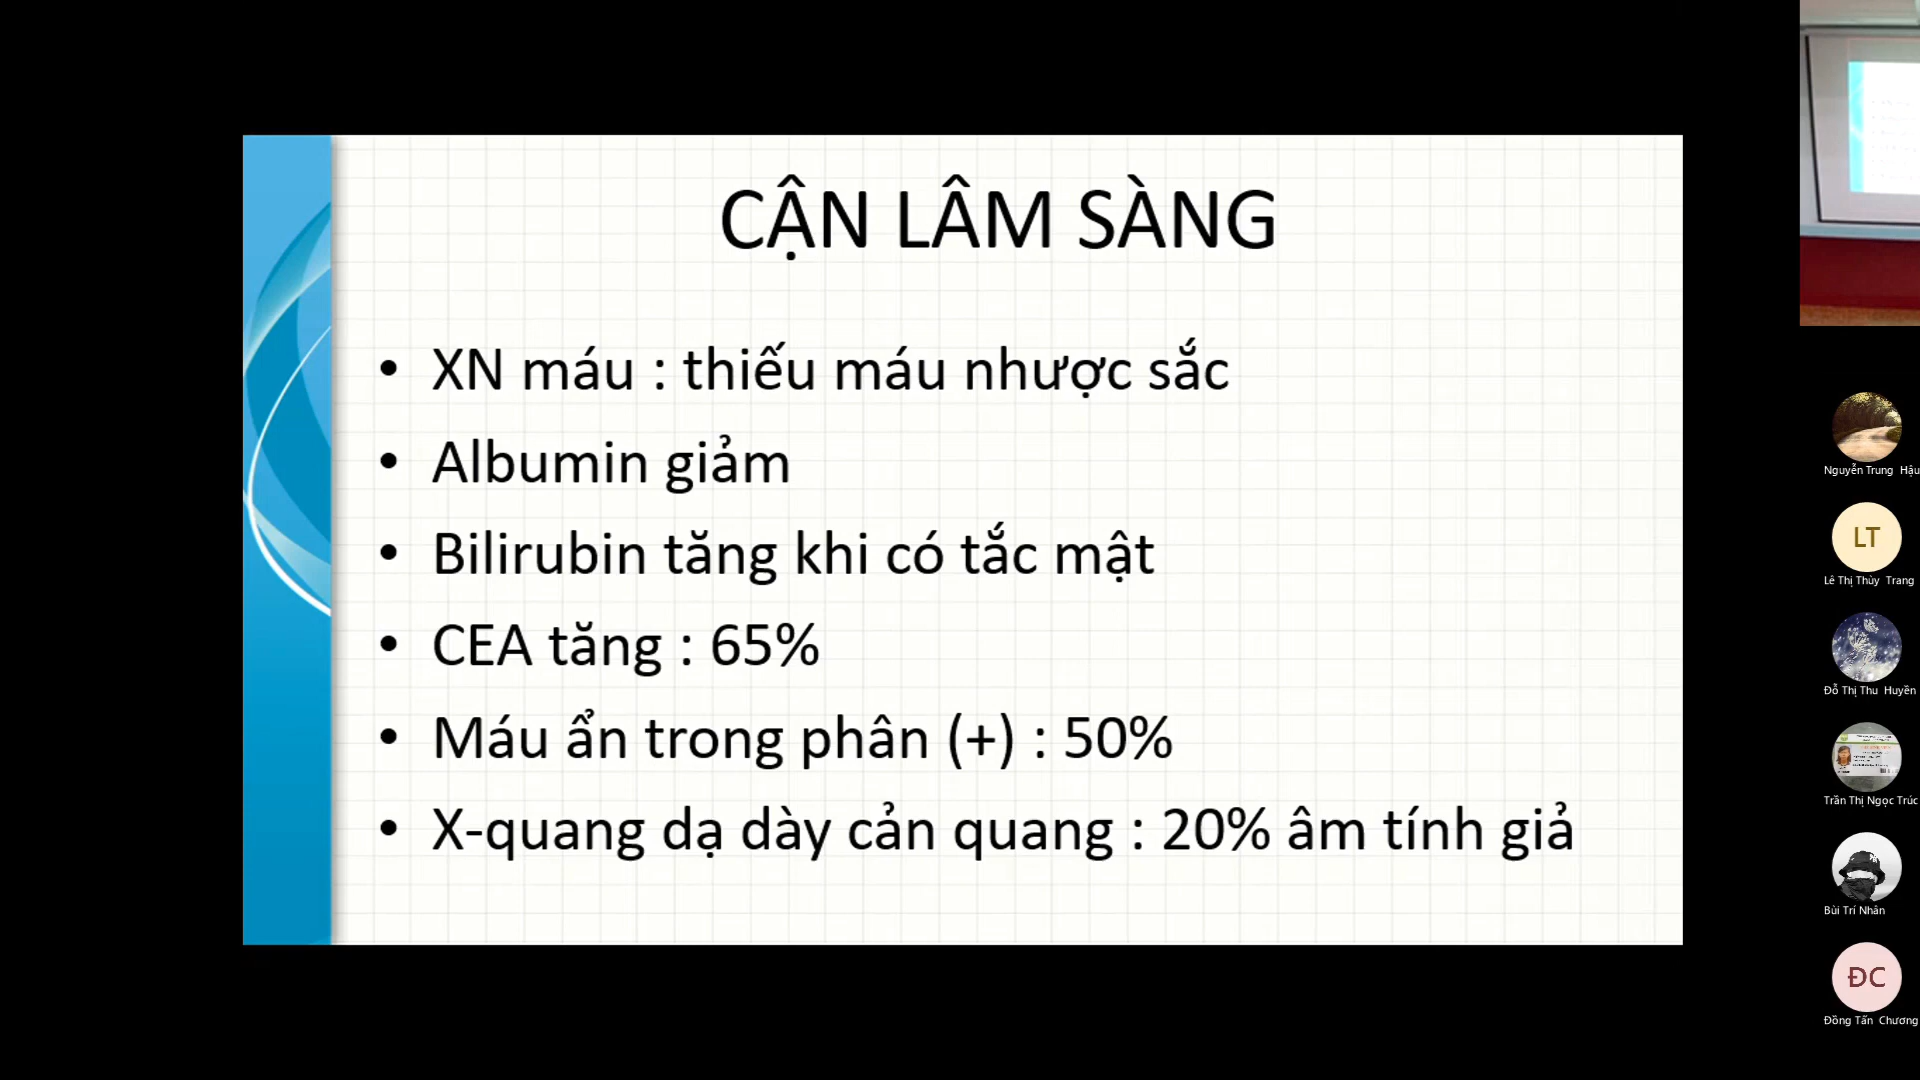 CẬN LÂM SÀNG
• XN máu : thiếu máu nhược sắc
• Albumin giảm
• Bilirubin tăng khi có tắc mật
• CEA tăng : 65%
• Máu ẩn trong phân (+) : 50%
• X-quang dạ dày cản quang : 20% âm tính giả
Nguyễn Trung Hậu
LT
Lê Thị Thùy Trang
Đỗ Thị Thu Huyền
Trần Thị Ngọc Trúc
Bùi Trí Nhân
ĐC
Đồng Tấn Chương